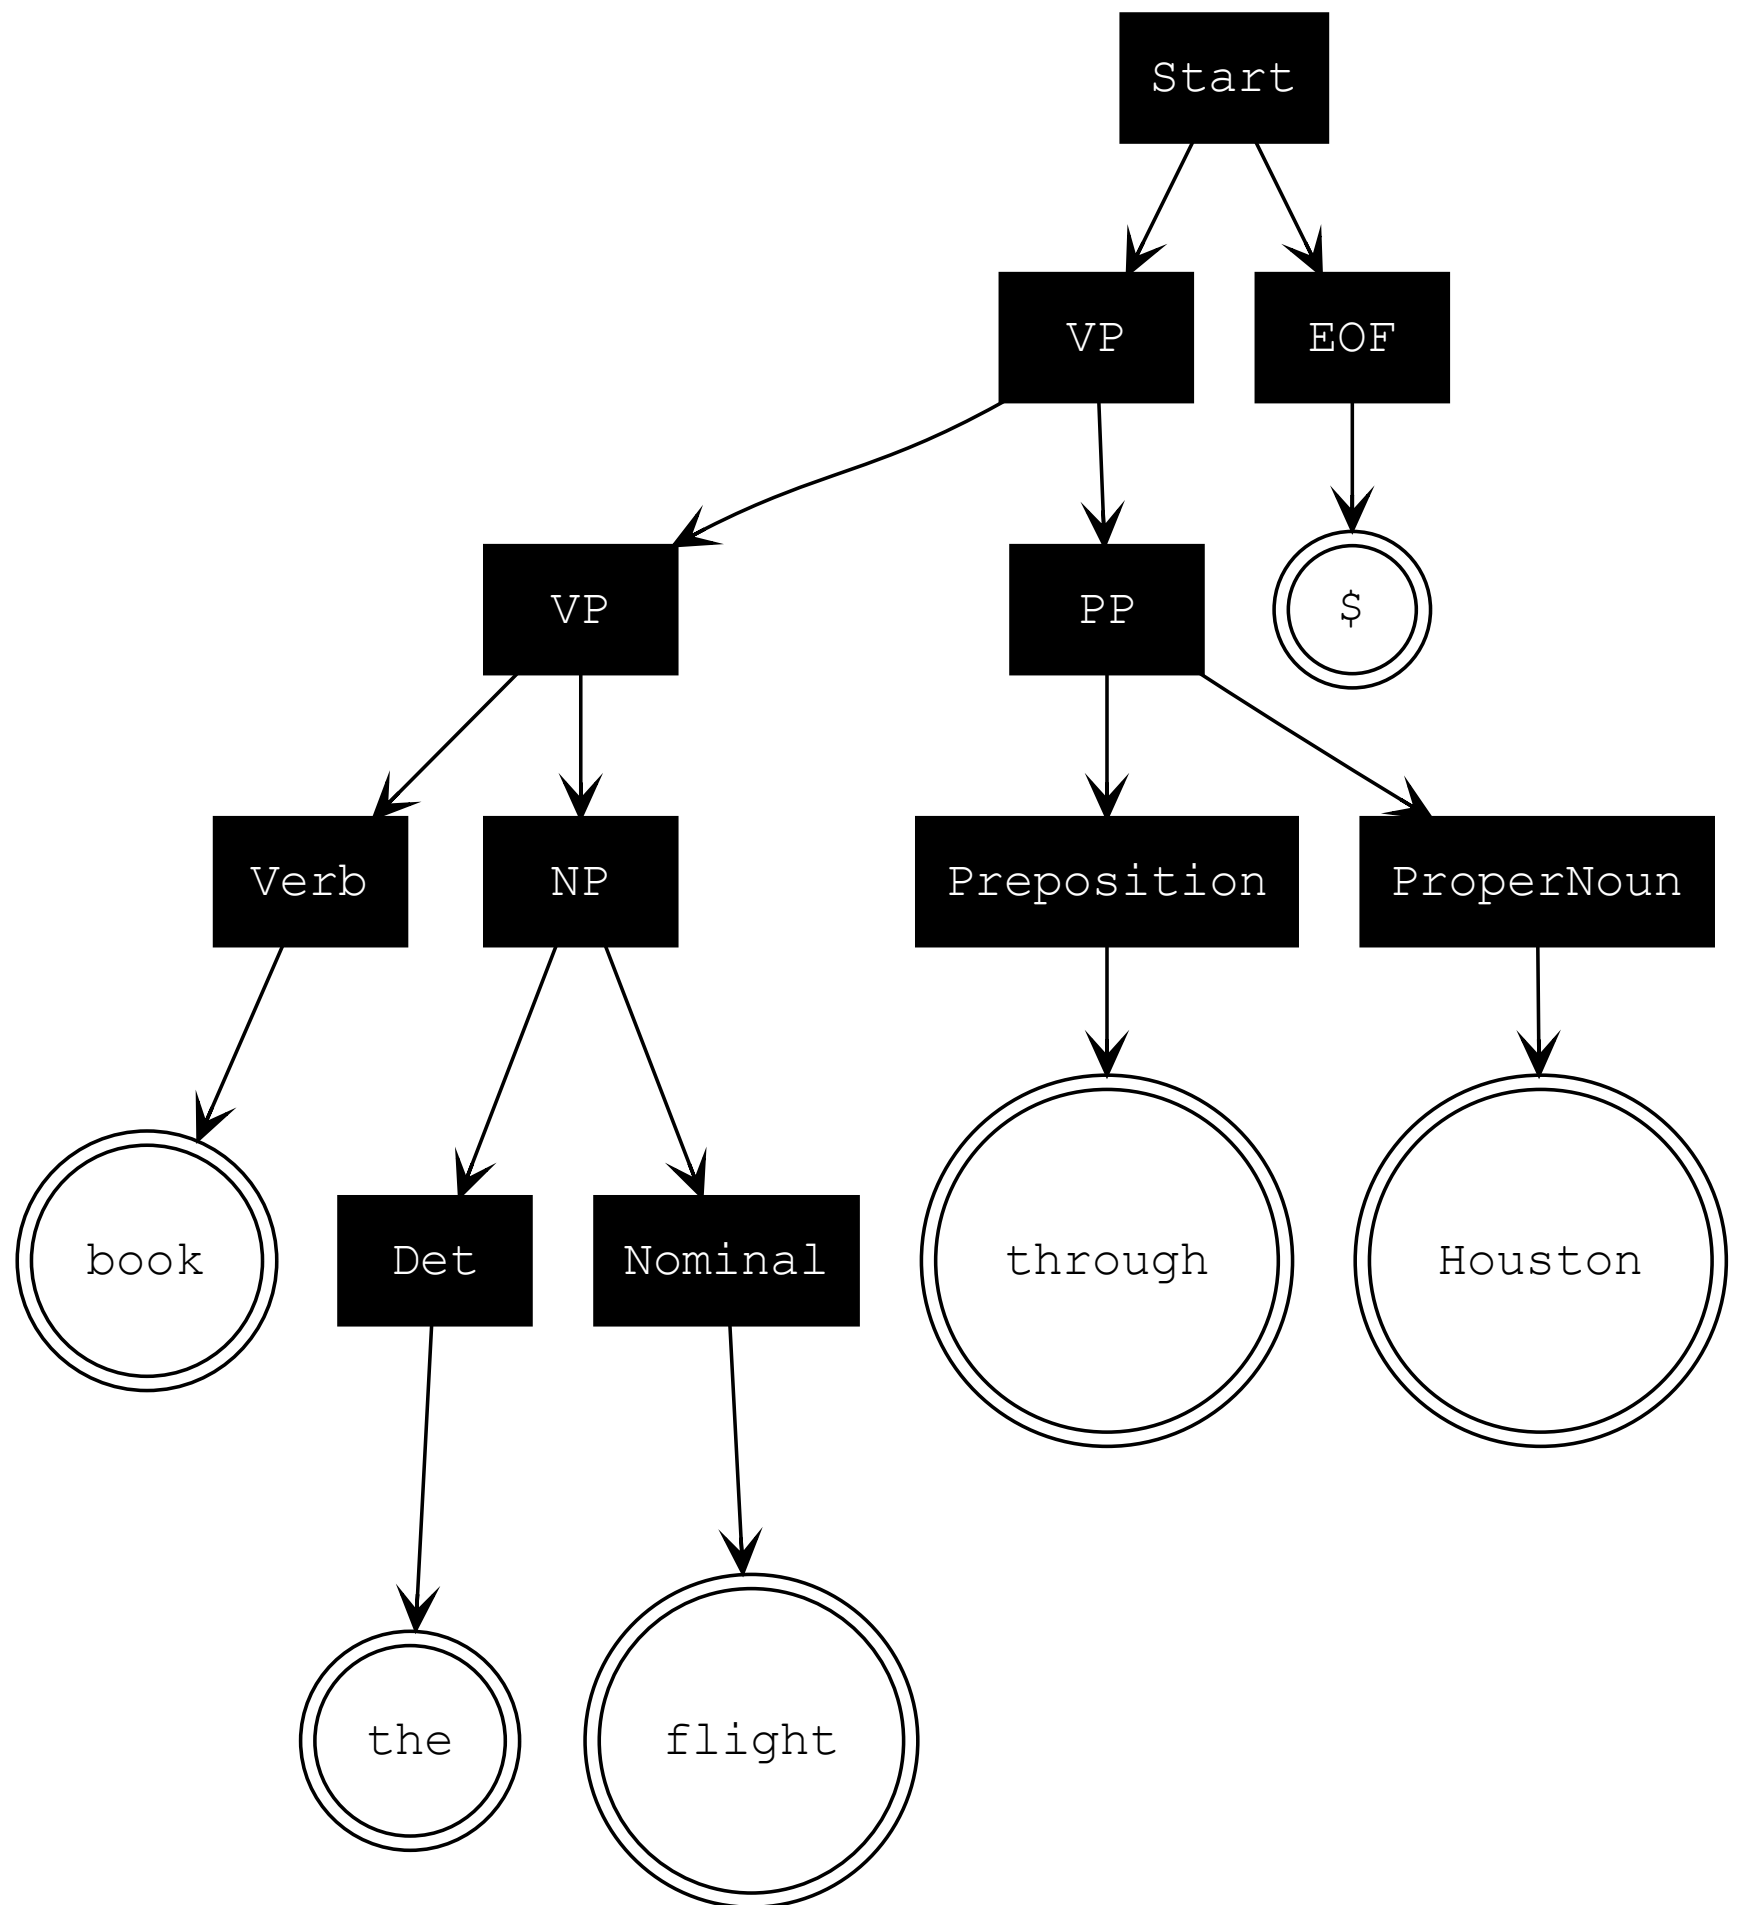 Start
VP EOF
VP PP $
Verb NP Preposition ProperNoun
book Det Nominal through Houston
the flight